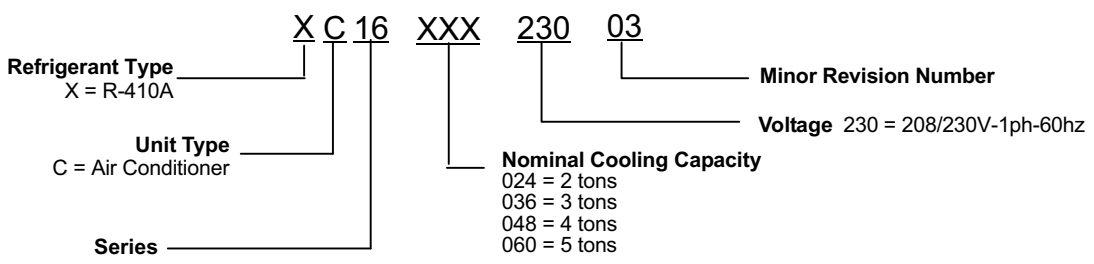 X C 16 XXX 230 03
Refrigerant Type
X = R-410A
Minor Revision Number
Voltage 230 = 208/230V-1ph-60hz
Unit Type
C = Air Conditioner
Nominal Cooling Capacity
024 = 2 tons
036 = 3 tons
048 = 4 tons
060 = 5 tons
Series